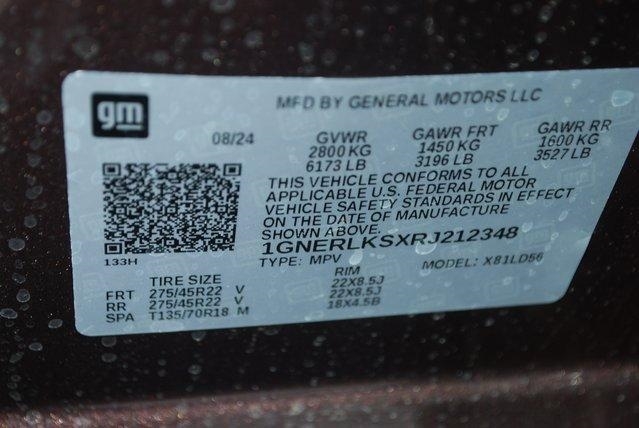 gm
MFD BY GENERAL MOTORS LLC
08/24 GVWR GAWR FRT GAWR RR
2800 KG 1450 KG 1600 KG
6173 LB 3196 LB 3527 LB
THIS VEHICLE CONFORMS TO ALL
APPLICABLE U.S. FEDERAL MOTOR
VEHICLE SAFETY STANDARDS IN EFFECT
ON THE DATE OF MANUFACTURE
SHOWN ABOVE.
1GNERLKSXRJ212348
133H
TYPE: MPV MODEL: X81LD56
TIRE SIZE RIM
FRT 275/45R22 V 22X8.5J
RR 275/45R22 V 22X8.5J
SPA T135/70R18 M 18X4.5B